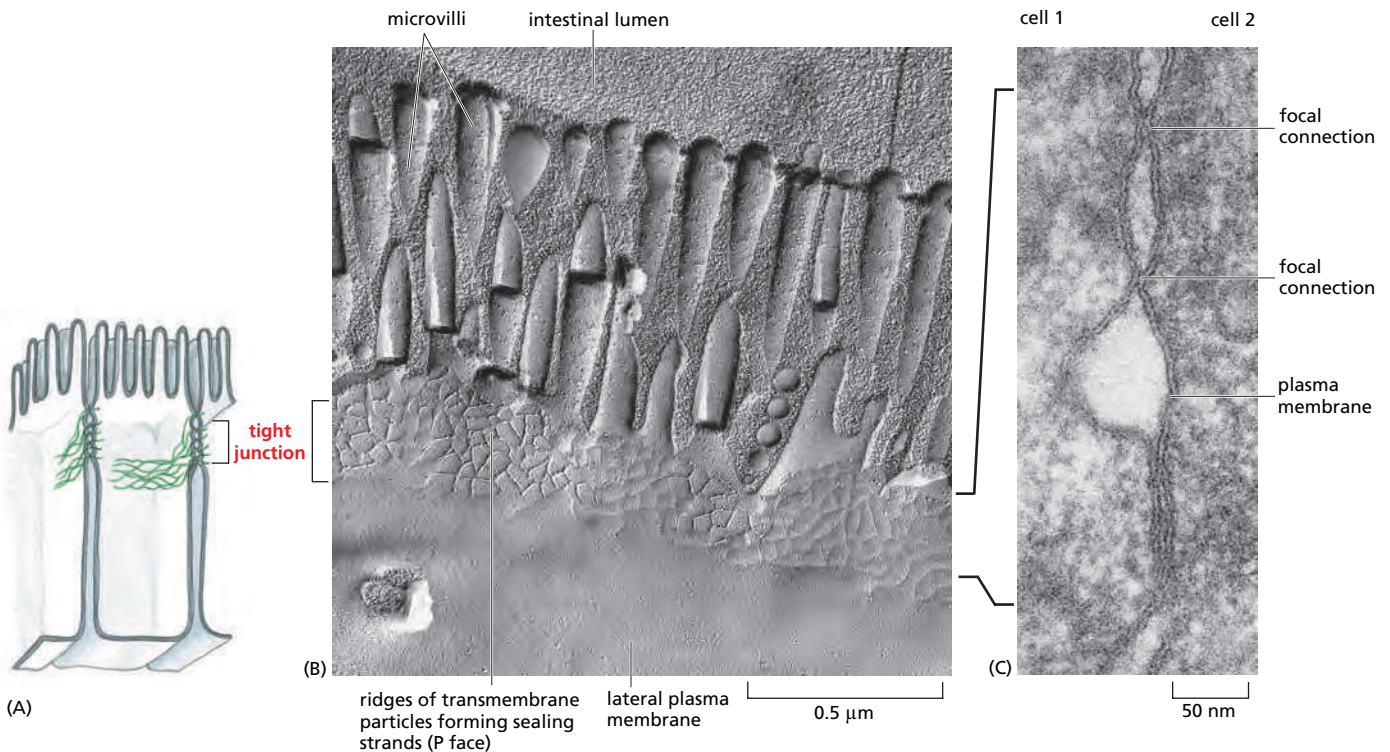 microvilli
intestinal lumen
cell 1
cell 2
focal
connection
focal
connection
plasma
membrane
tight
junction
(A)
(B)
(C)
ridges of transmembrane
particles forming sealing
strands (P face)
lateral plasma
membrane
0.5 μm
50 nm